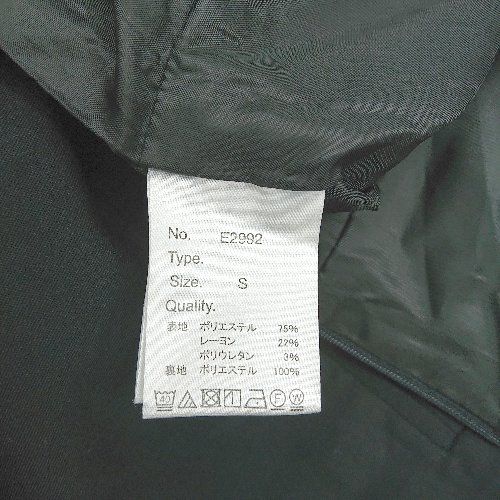 No. E2992
Type.
Size. S
Quality.
表地 ポリエステル 75%
レーヨン 22%
ポリウレタン 3%
裏地 ポリエステル 100%
40 F W